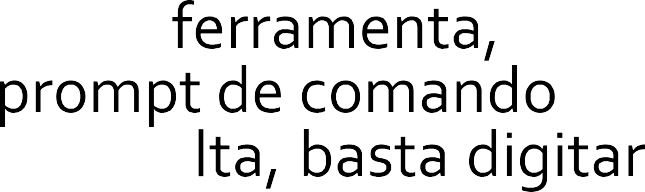 ferramenta,
prompt de comando
lta, basta digitar